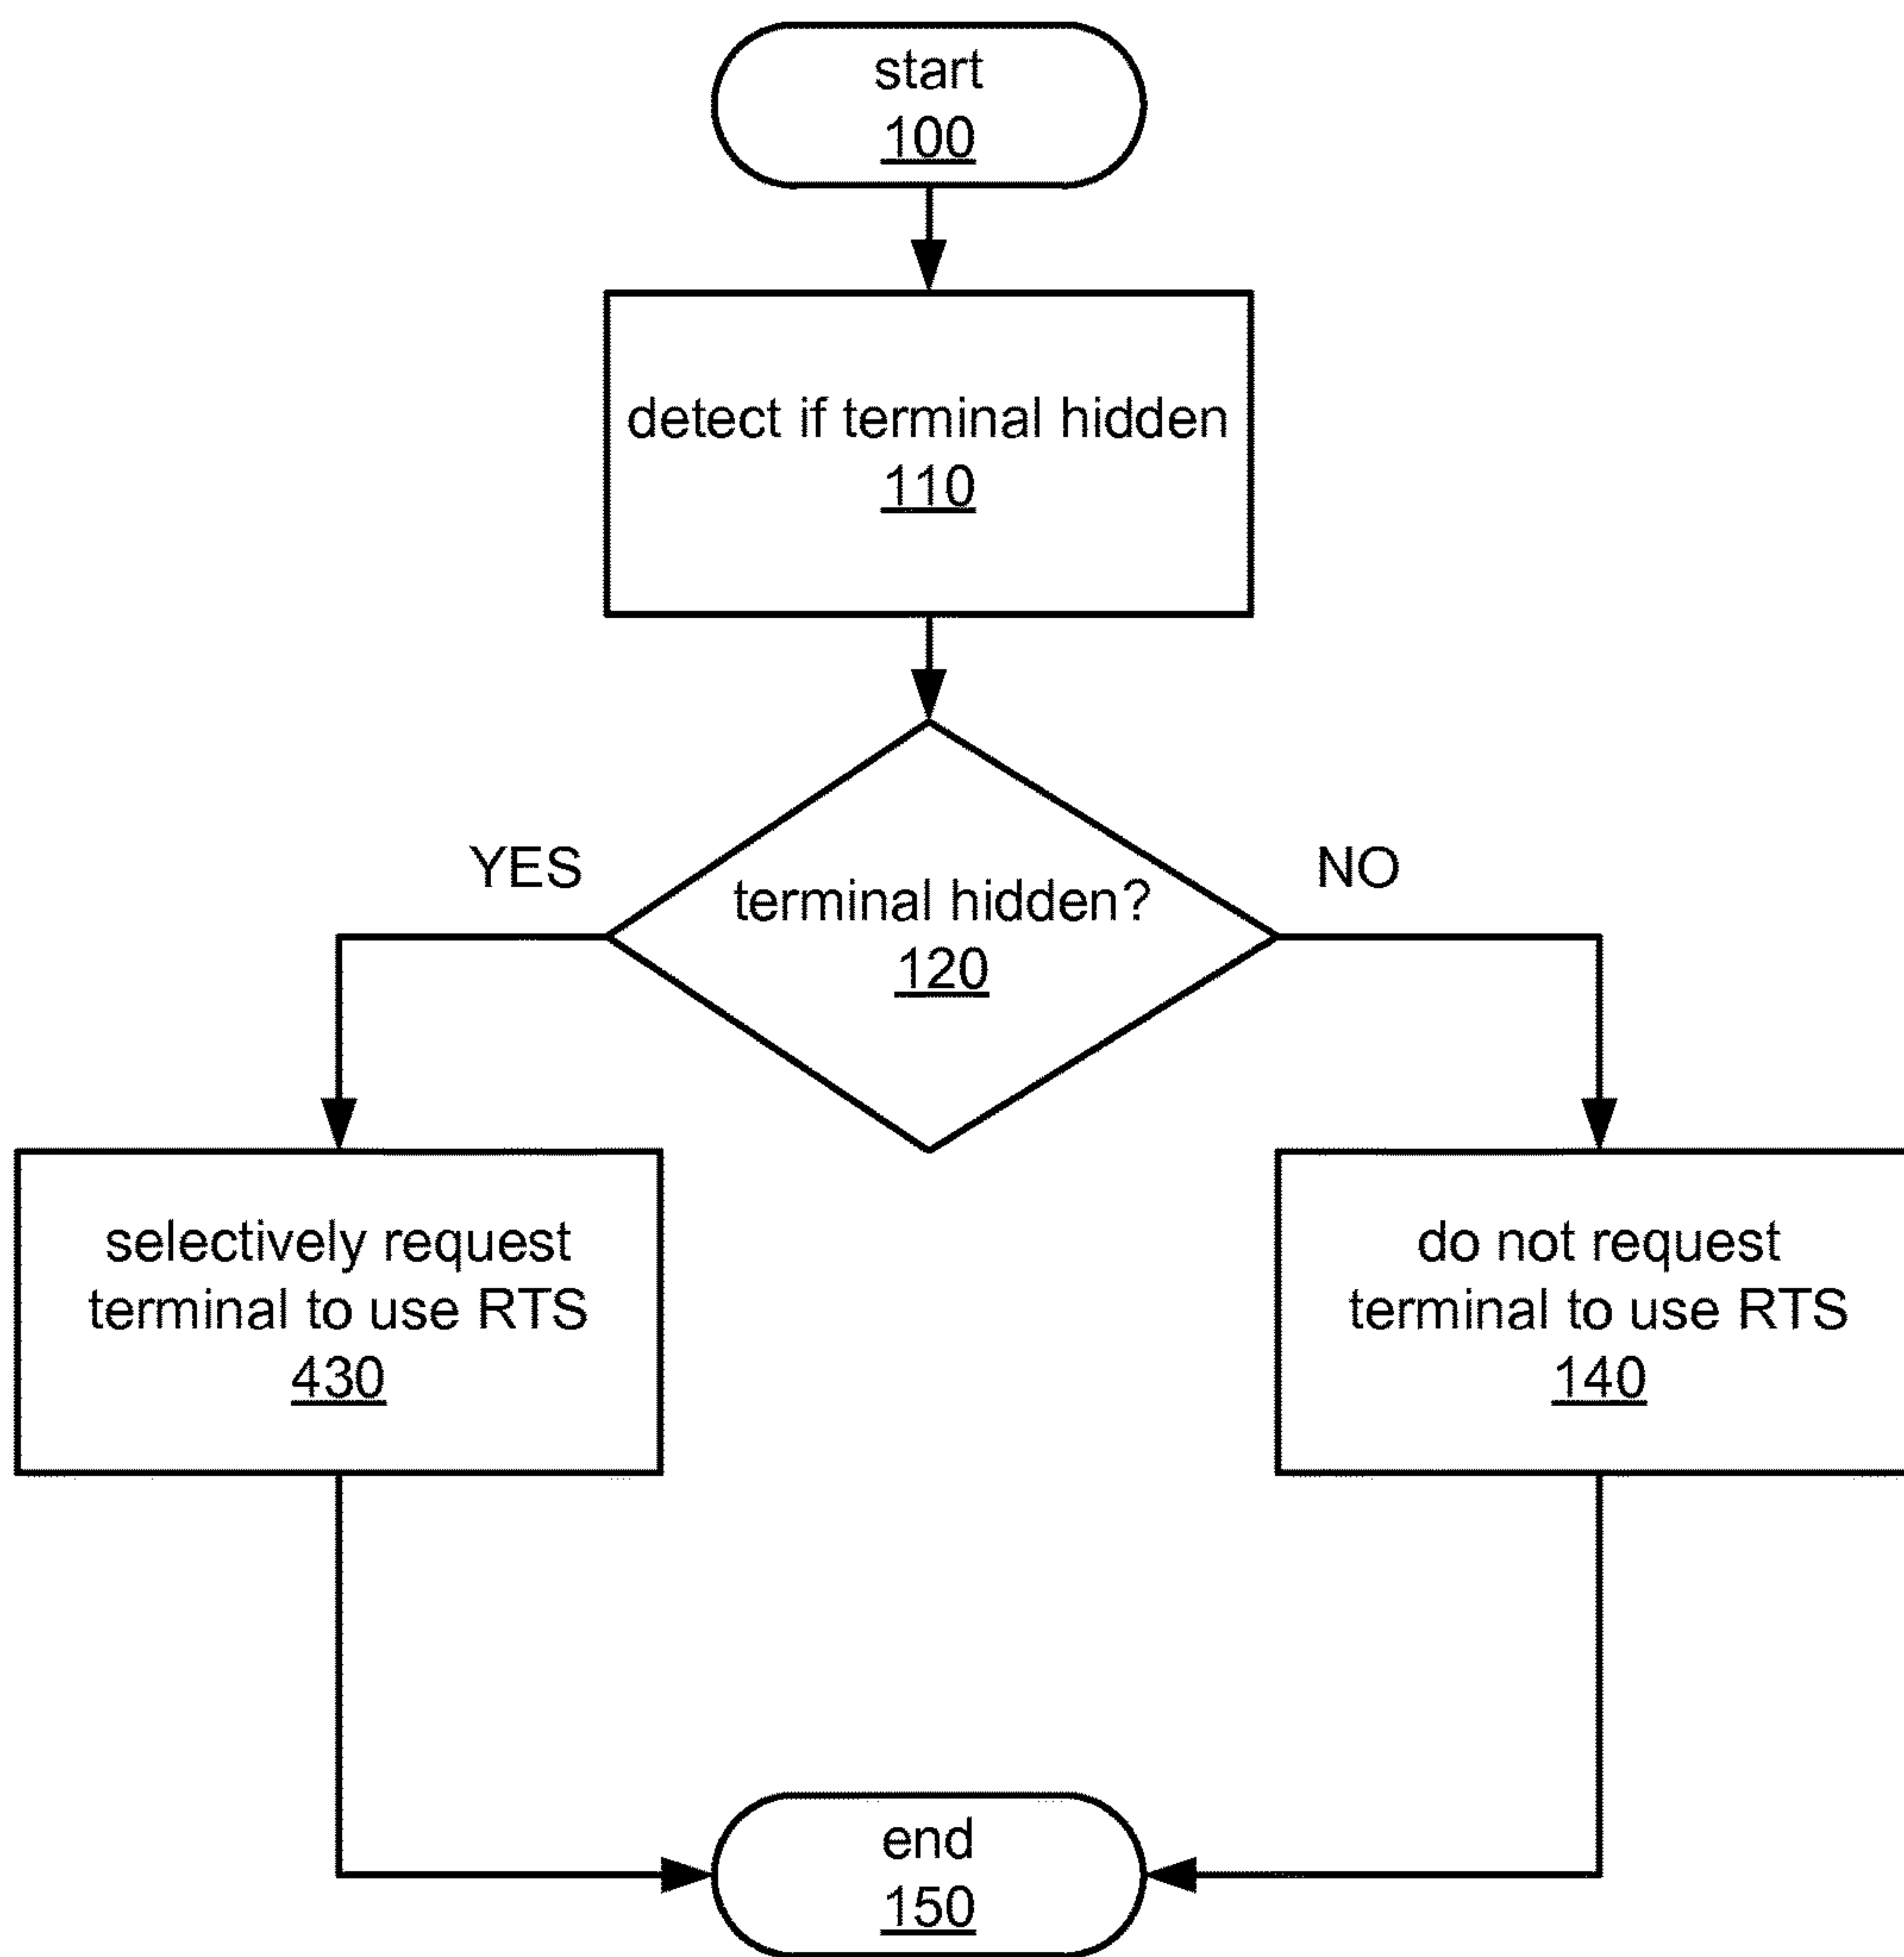 start
100
detect if terminal hidden
110
YES
NO
terminal hidden?
120
selectively request
terminal to use RTS
430
do not request
terminal to use RTS
140
end
150